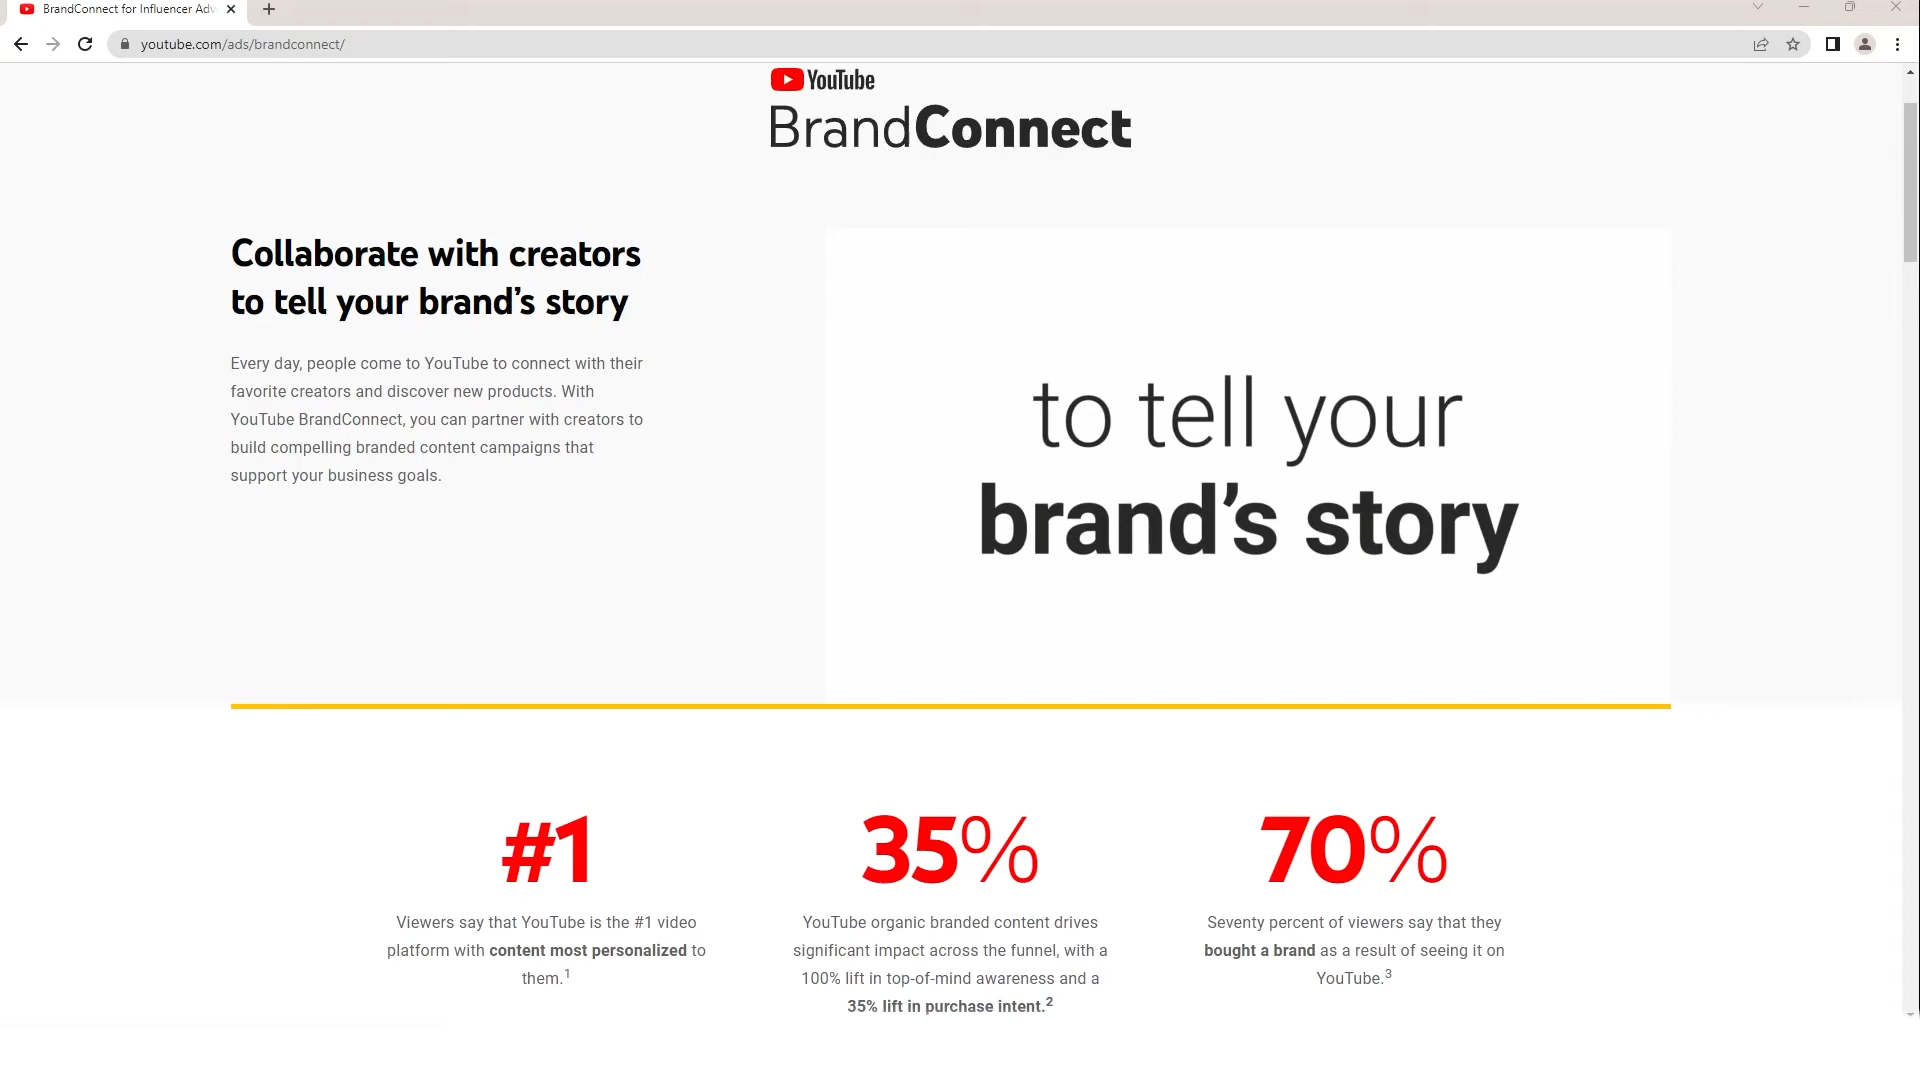 BrandConnect for Influencer Adv
youtube.com/ads/brandconnect/
YouTube
BrandConnect
Collaborate with creators
to tell your brand’s story
Every day, people come to YouTube to connect with their
favorite creators and discover new products. With
YouTube BrandConnect, you can partner with creators to
build compelling branded content campaigns that
support your business goals.
to tell your
brand’s story
#1
Viewers say that YouTube is the #1 video
platform with content most personalized to
them.1
35%
YouTube organic branded content drives
significant impact across the funnel, with a
100% lift in top-of-mind awareness and a
35% lift in purchase intent.2
70%
Seventy percent of viewers say that they
bought a brand as a result of seeing it on
YouTube.3